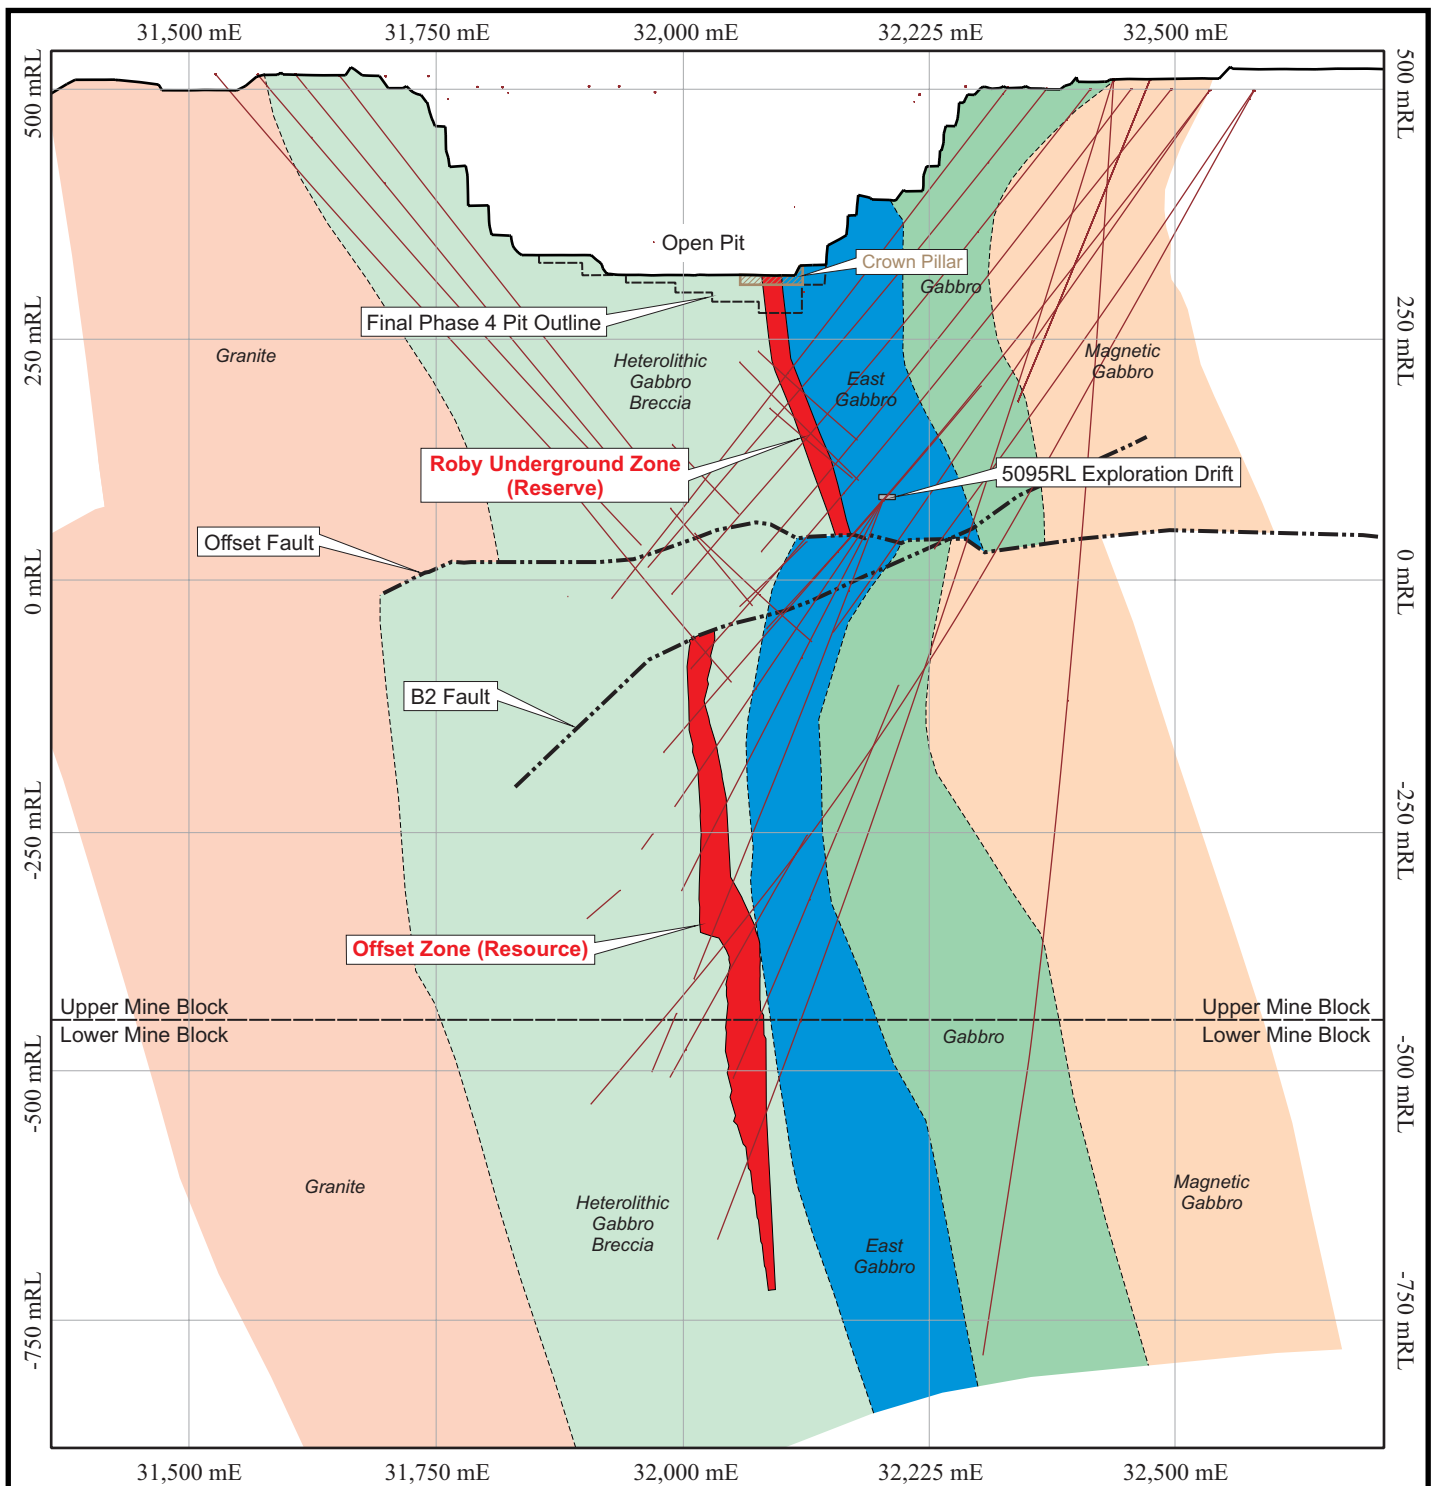 31,500 mE
31,750 mE
32,000 mE
32,225 mE
32,500 mE
500 mRL
500 mRL
Open Pit
Crown Pillar
Gabbro
Final Phase 4 Pit Outline
250 mRL
250 mRL
Granite
Heterolithic
Gabbro
Breccia
East
Gabbro
Magnetic
Gabbro
Roby Underground Zone
(Reserve)
5095RL Exploration Drift
Offset Fault
0 mRL
0 mRL
B2 Fault
-250 mRL
-250 mRL
Offset Zone (Resource)
Upper Mine Block
Lower Mine Block
Upper Mine Block
Lower Mine Block
Gabbro
-500 mRL
-500 mRL
Granite
Heterolithic
Gabbro
Breccia
East
Gabbro
Magnetic
Gabbro
-750 mRL
-750 mRL
31,500 mE
31,750 mE
32,000 mE
32,225 mE
32,500 mE